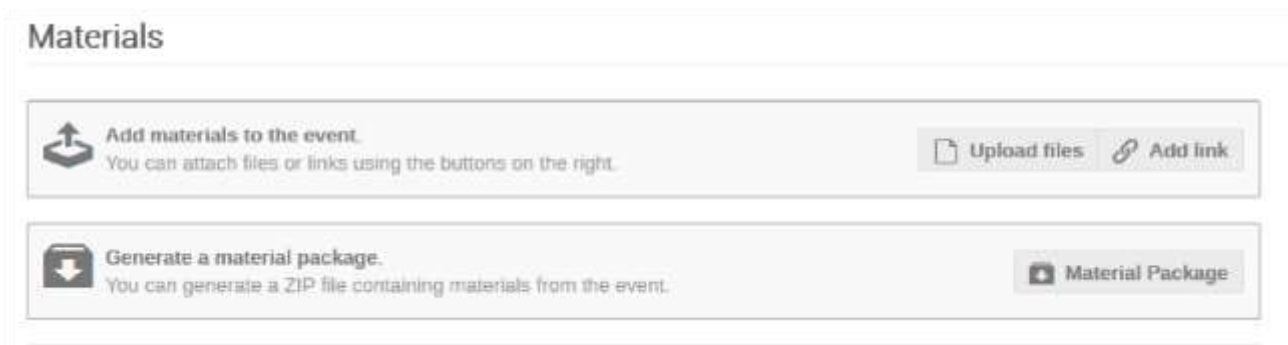 Materials
Add materials to the event.
You can attach files or links using the buttons on the right.
Upload files
Add link
Generate a material package.
You can generate a ZIP file containing materials from the event.
Material Package